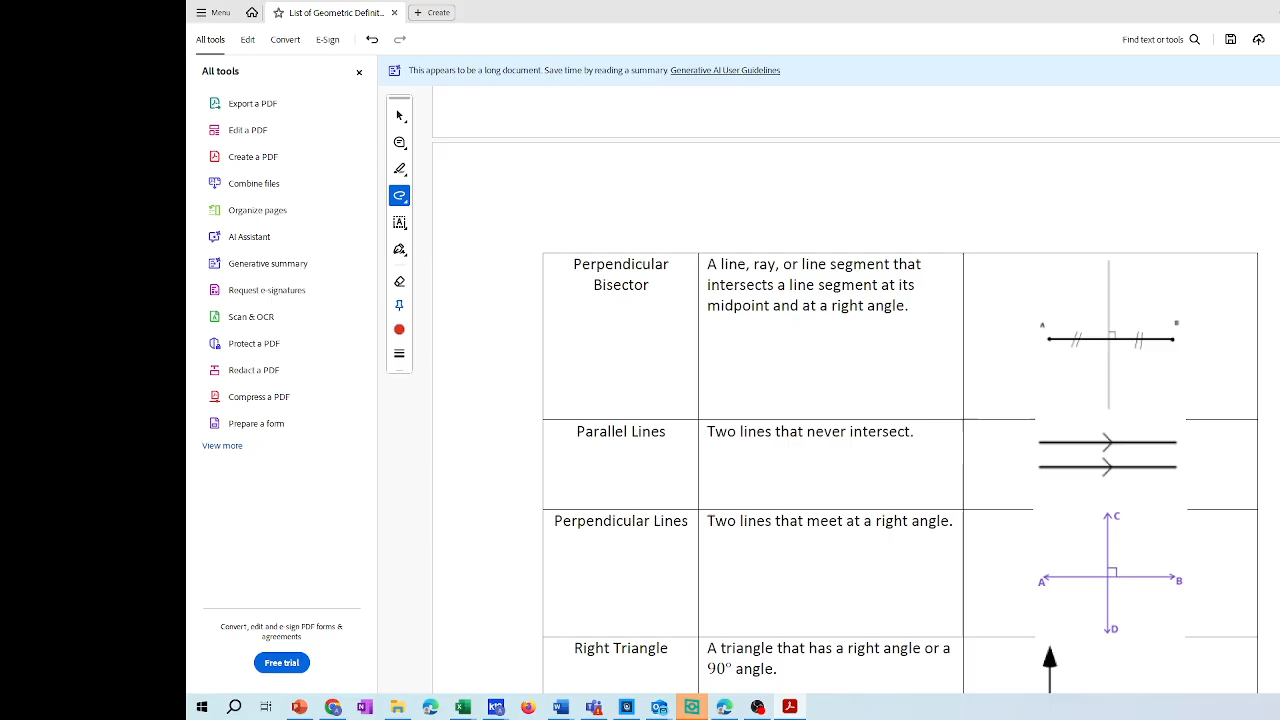 Menu
List of Geometric Definit...
Create
All tools
Edit
Convert
E-Sign
Find text or tools
All tools
This appears to be a long document. Save time by reading a summary. Generative AI User Guidelines
Export a PDF
Edit a PDF
Create a PDF
Combine files
Organize pages
AI Assistant
Generative summary
Request e-signatures
Scan & OCR
Protect a PDF
Redact a PDF
Compress a PDF
Prepare a form
View more
Convert, edit and e-sign PDF forms &
agreements
Free trial
Perpendicular
Bisector
A line, ray, or line segment that
intersects a line segment at its
midpoint and at a right angle.
A
B
Parallel Lines
Two lines that never intersect.
Perpendicular Lines
Two lines that meet at a right angle.
C
A
B
D
Right Triangle
A triangle that has a right angle or a
90° angle.